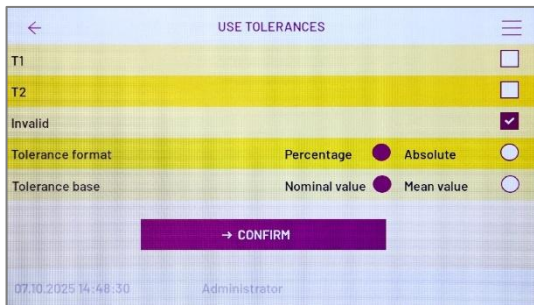 ← USE TOLERANCES
T1
T2
Invalid
Tolerance format Percentage Absolute
Tolerance base Nominal value Mean value
→ CONFIRM
07.10.2025 14:48:30 Administrator